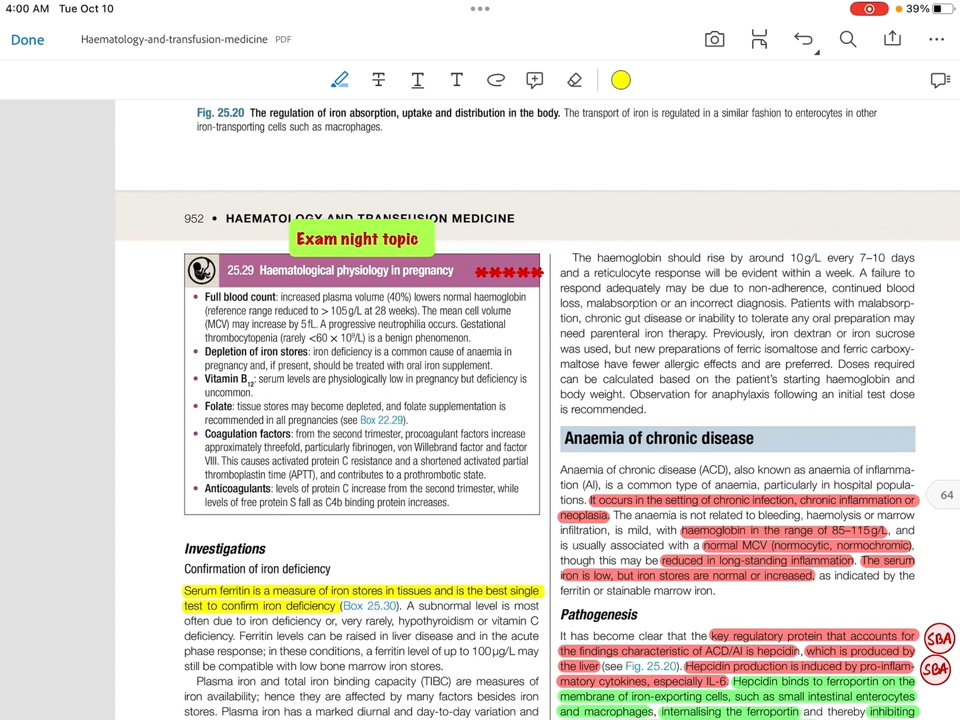 4:00 AM Tue Oct 10
39%
Done
Haematology-and-transfusion-medicine PDF
Fig. 25.20 The regulation of iron absorption, uptake and distribution in the body. The transport of iron is regulated in a similar fashion to enterocytes in other
iron-transporting cells such as macrophages.
952 • HAEMATOLOGY AND TRANSFUSION MEDICINE
Exam night topic
25.29 Haematological physiology in pregnancy
• Full blood count: increased plasma volume (40%) lowers normal haemoglobin
(reference range reduced to > 105 g/L at 28 weeks). The mean cell volume
(MCV) may increase by 5 fL. A progressive neutrophilia occurs. Gestational
thrombocytopenia (rarely <60 × 10⁹/L) is a benign phenomenon.
• Depletion of iron stores: iron deficiency is a common cause of anaemia in
pregnancy and, if present, should be treated with oral iron supplement.
• Vitamin B₁₂: serum levels are physiologically low in pregnancy but deficiency is
uncommon.
• Folate: tissue stores may become depleted, and folate supplementation is
recommended in all pregnancies (see Box 22.29).
• Coagulation factors: from the second trimester, procoagulant factors increase
approximately threefold, particularly fibrinogen, von Willebrand factor and factor
VIII. This causes activated protein C resistance and a shortened activated partial
thromboplastin time (APTT), and contributes to a prothrombotic state.
• Anticoagulants: levels of protein C increase from the second trimester, while
levels of free protein S fall as C4b binding protein increases.
Investigations
Confirmation of iron deficiency
Serum ferritin is a measure of iron stores in tissues and is the best single
test to confirm iron deficiency (Box 25.30). A subnormal level is most
often due to iron deficiency or, very rarely, hypothyroidism or vitamin C
deficiency. Ferritin levels can be raised in liver disease and in the acute
phase response; in these conditions, a ferritin level of up to 100 µg/L may
still be compatible with low bone marrow iron stores.
Plasma iron and total iron binding capacity (TIBC) are measures of
iron availability; hence they are affected by many factors besides iron
stores. Plasma iron has a marked diurnal and day-to-day variation and
The haemoglobin should rise by around 10 g/L every 7–10 days
and a reticulocyte response will be evident within a week. A failure to
respond adequately may be due to non-adherence, continued blood
loss, malabsorption or an incorrect diagnosis. Patients with malabsorp-
tion, chronic gut disease or inability to tolerate any oral preparation may
need parenteral iron therapy. Previously, iron dextran or iron sucrose
was used, but new preparations of ferric isomaltose and ferric carboxy-
maltose have fewer allergic effects and are preferred. Doses required
can be calculated based on the patient's starting haemoglobin and
body weight. Observation for anaphylaxis following an initial test dose
is recommended.
Anaemia of chronic disease
Anaemia of chronic disease (ACD), also known as anaemia of inflamma-
tion (AI), is a common type of anaemia, particularly in hospital popula-
tions. It occurs in the setting of chronic infection, chronic inflammation or
neoplasia. The anaemia is not related to bleeding, haemolysis or marrow
infiltration, is mild, with haemoglobin in the range of 85–115 g/L, and
is usually associated with a normal MCV (normocytic, normochromic),
though this may be reduced in long-standing inflammation. The serum
iron is low, but iron stores are normal or increased, as indicated by the
ferritin or stainable marrow iron.
64
Pathogenesis
It has become clear that the key regulatory protein that accounts for
the findings characteristic of ACD/AI is hepcidin, which is produced by
the liver (see Fig. 25.20). Hepcidin production is induced by pro-inflam-
matory cytokines, especially IL-6. Hepcidin binds to ferroportin on the
membrane of iron-exporting cells, such as small intestinal enterocytes
and macrophages, internalising the ferroportin and thereby inhibiting
SBA
SBA